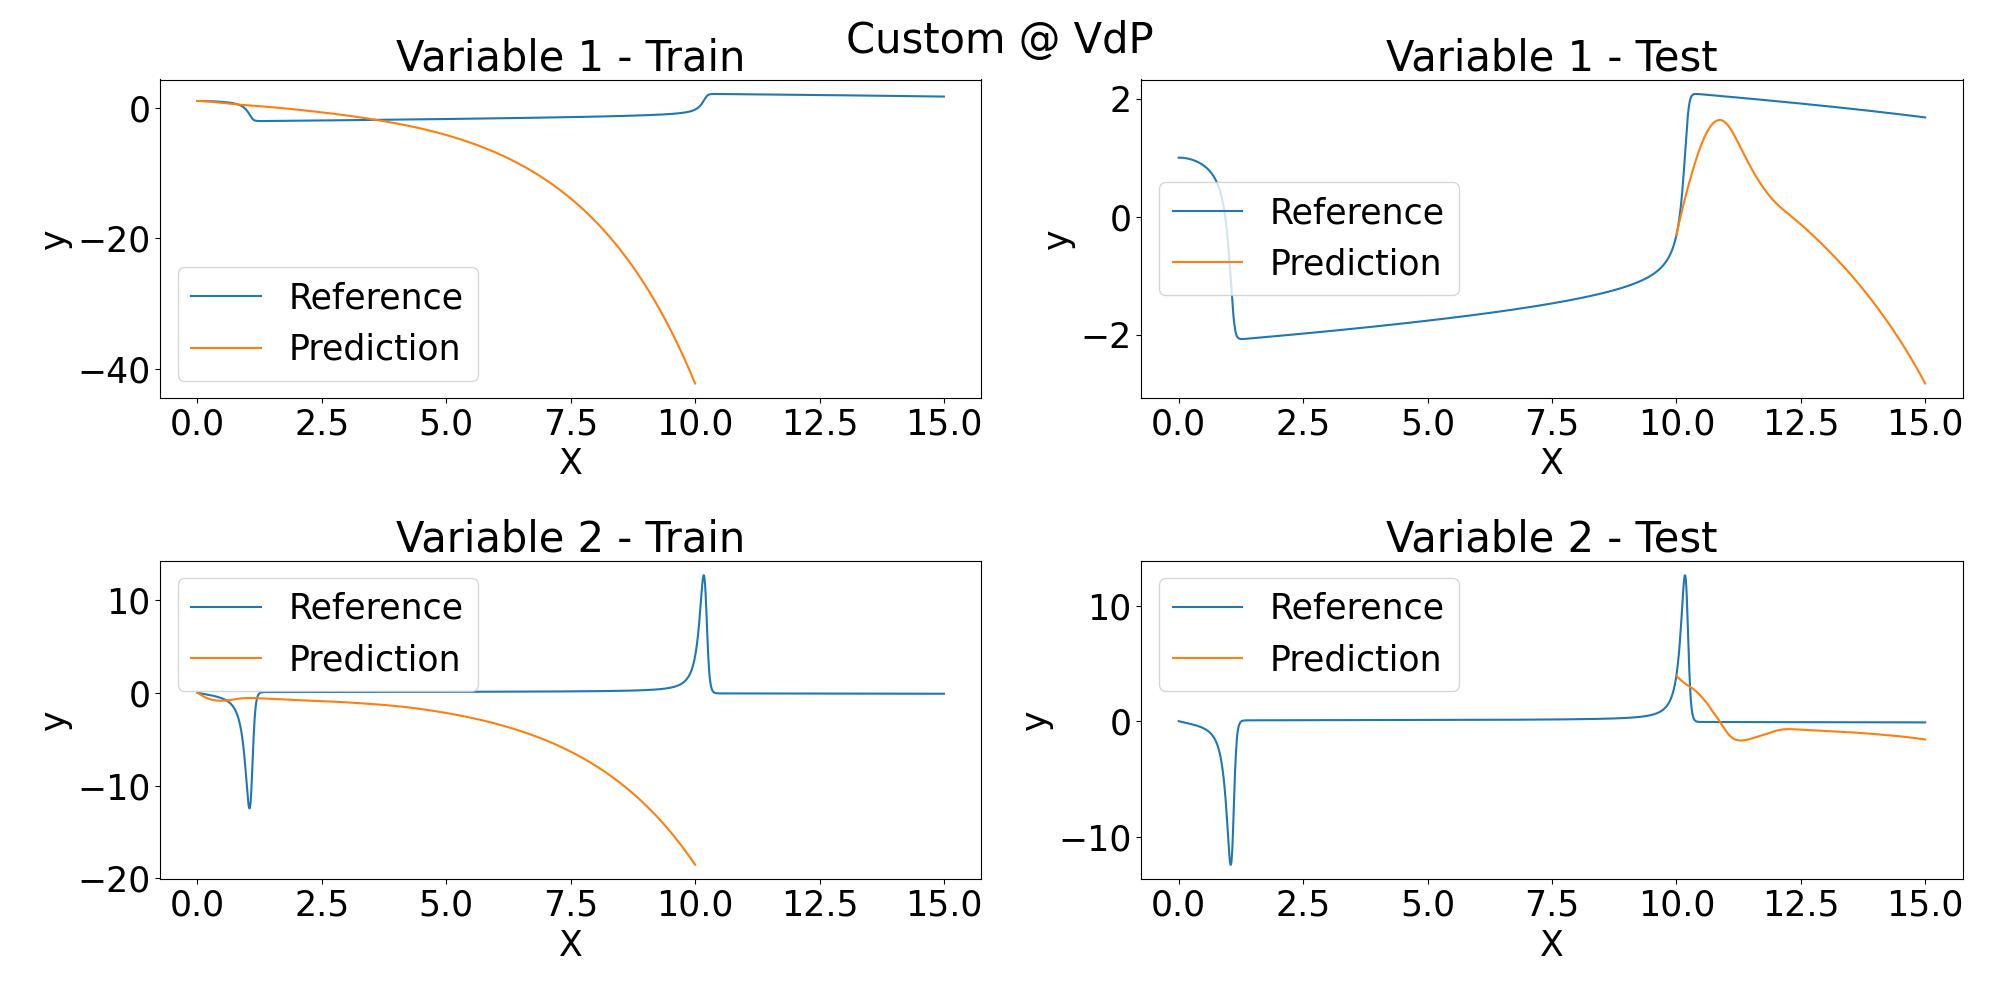 Custom @ VdP
Variable 1 - Train
y
0
−20
−40
Reference
Prediction
0.0 2.5 5.0 7.5 10.0 12.5 15.0
X
Variable 1 - Test
y
2
0
−2
Reference
Prediction
0.0 2.5 5.0 7.5 10.0 12.5 15.0
X
Variable 2 - Train
y
10
0
−10
−20
Reference
Prediction
0.0 2.5 5.0 7.5 10.0 12.5 15.0
X
Variable 2 - Test
y
10
0
−10
Reference
Prediction
0.0 2.5 5.0 7.5 10.0 12.5 15.0
X